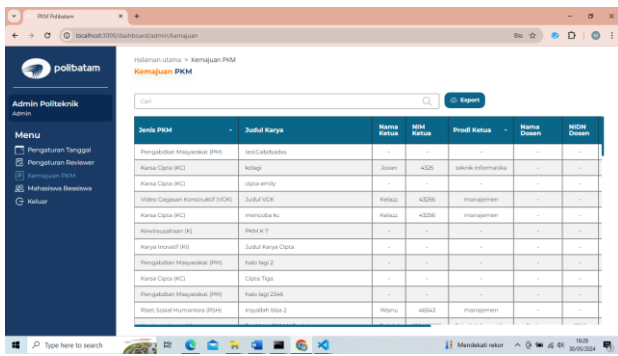 PKM Polibatam
localhost:3000/dashboard/admin/kemajuan
polibatam
Halaman utama > Kemajuan PKM
Kemajuan PKM
Admin Politeknik
Admin
Cari
Export
Menu
Pengaturan Tanggal
Pengaturan Reviewer
Kemajuan PKM
Mahasiswa Beasiswa
Keluar
Jenis PKM Judul Karya Nama Ketua NIM Ketua Prodi Ketua Nama Dosen NIDN Dosen
Pengabdian Masyarakat (PM) - - - - -
Karsa Cipta (KC) kdagi Jovan 4325 teknik informatika - -
Karsa Cipta (KC) cipta emily - - - - -
Video Gagasan Konstruktif (VGK) Judul VGK Kelazz 43256 manajemen - -
Karsa Cipta (KC) mencoba kc Kelazz 43256 manajemen - -
Kewirausahaan (K) PKM K 7 - - - - -
Karya Inovatif (KI) Judul Karya Cipta - - - - -
Pengabdian Masyarakat (PM) halo lagi 2 - - - - -
Karsa Cipta (KC) Cipta Tiga - - - - -
Pengabdian Masyarakat (PM) halo lagi 2345 - - - - -
Riset Sosial Humaniora (RSH) insyallah bisa 2 Wisnu 46543 manajemen - -
Type here to search
Mendekati rekor
16:28
30/05/2024